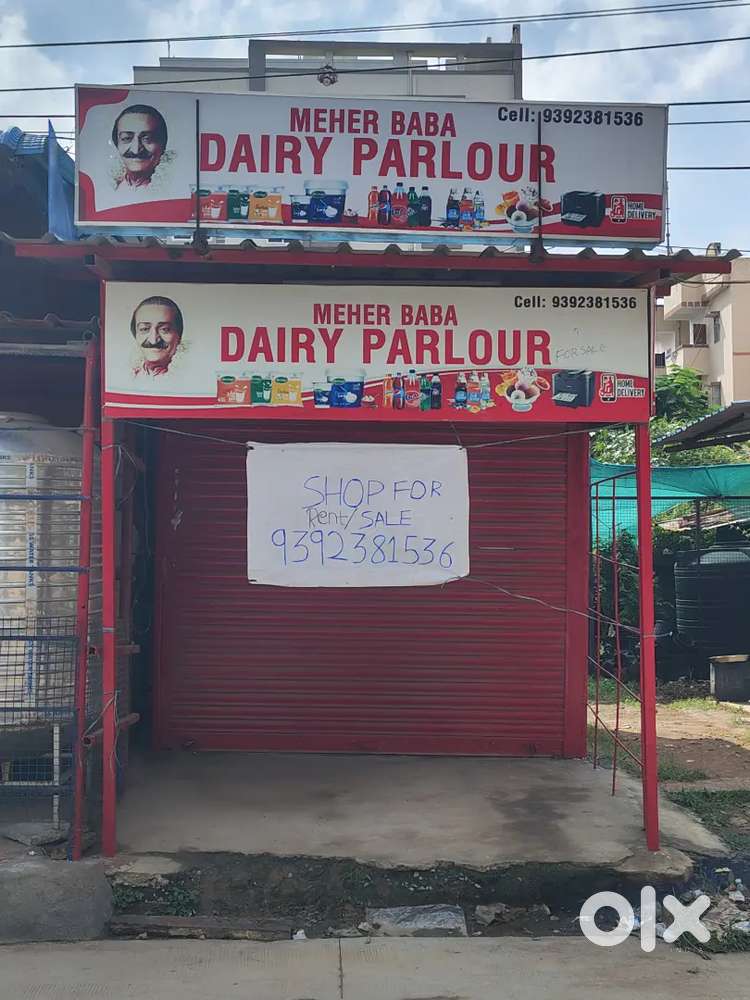 Cell: 9392381536
MEHER BABA
DAIRY PARLOUR
HOME
DELIVERY
Cell: 9392381536
MEHER BABA
DAIRY PARLOUR
FOR SALE
HOME
DELIVERY
SHOP FOR
Rent/ SALE
9392381536
olx